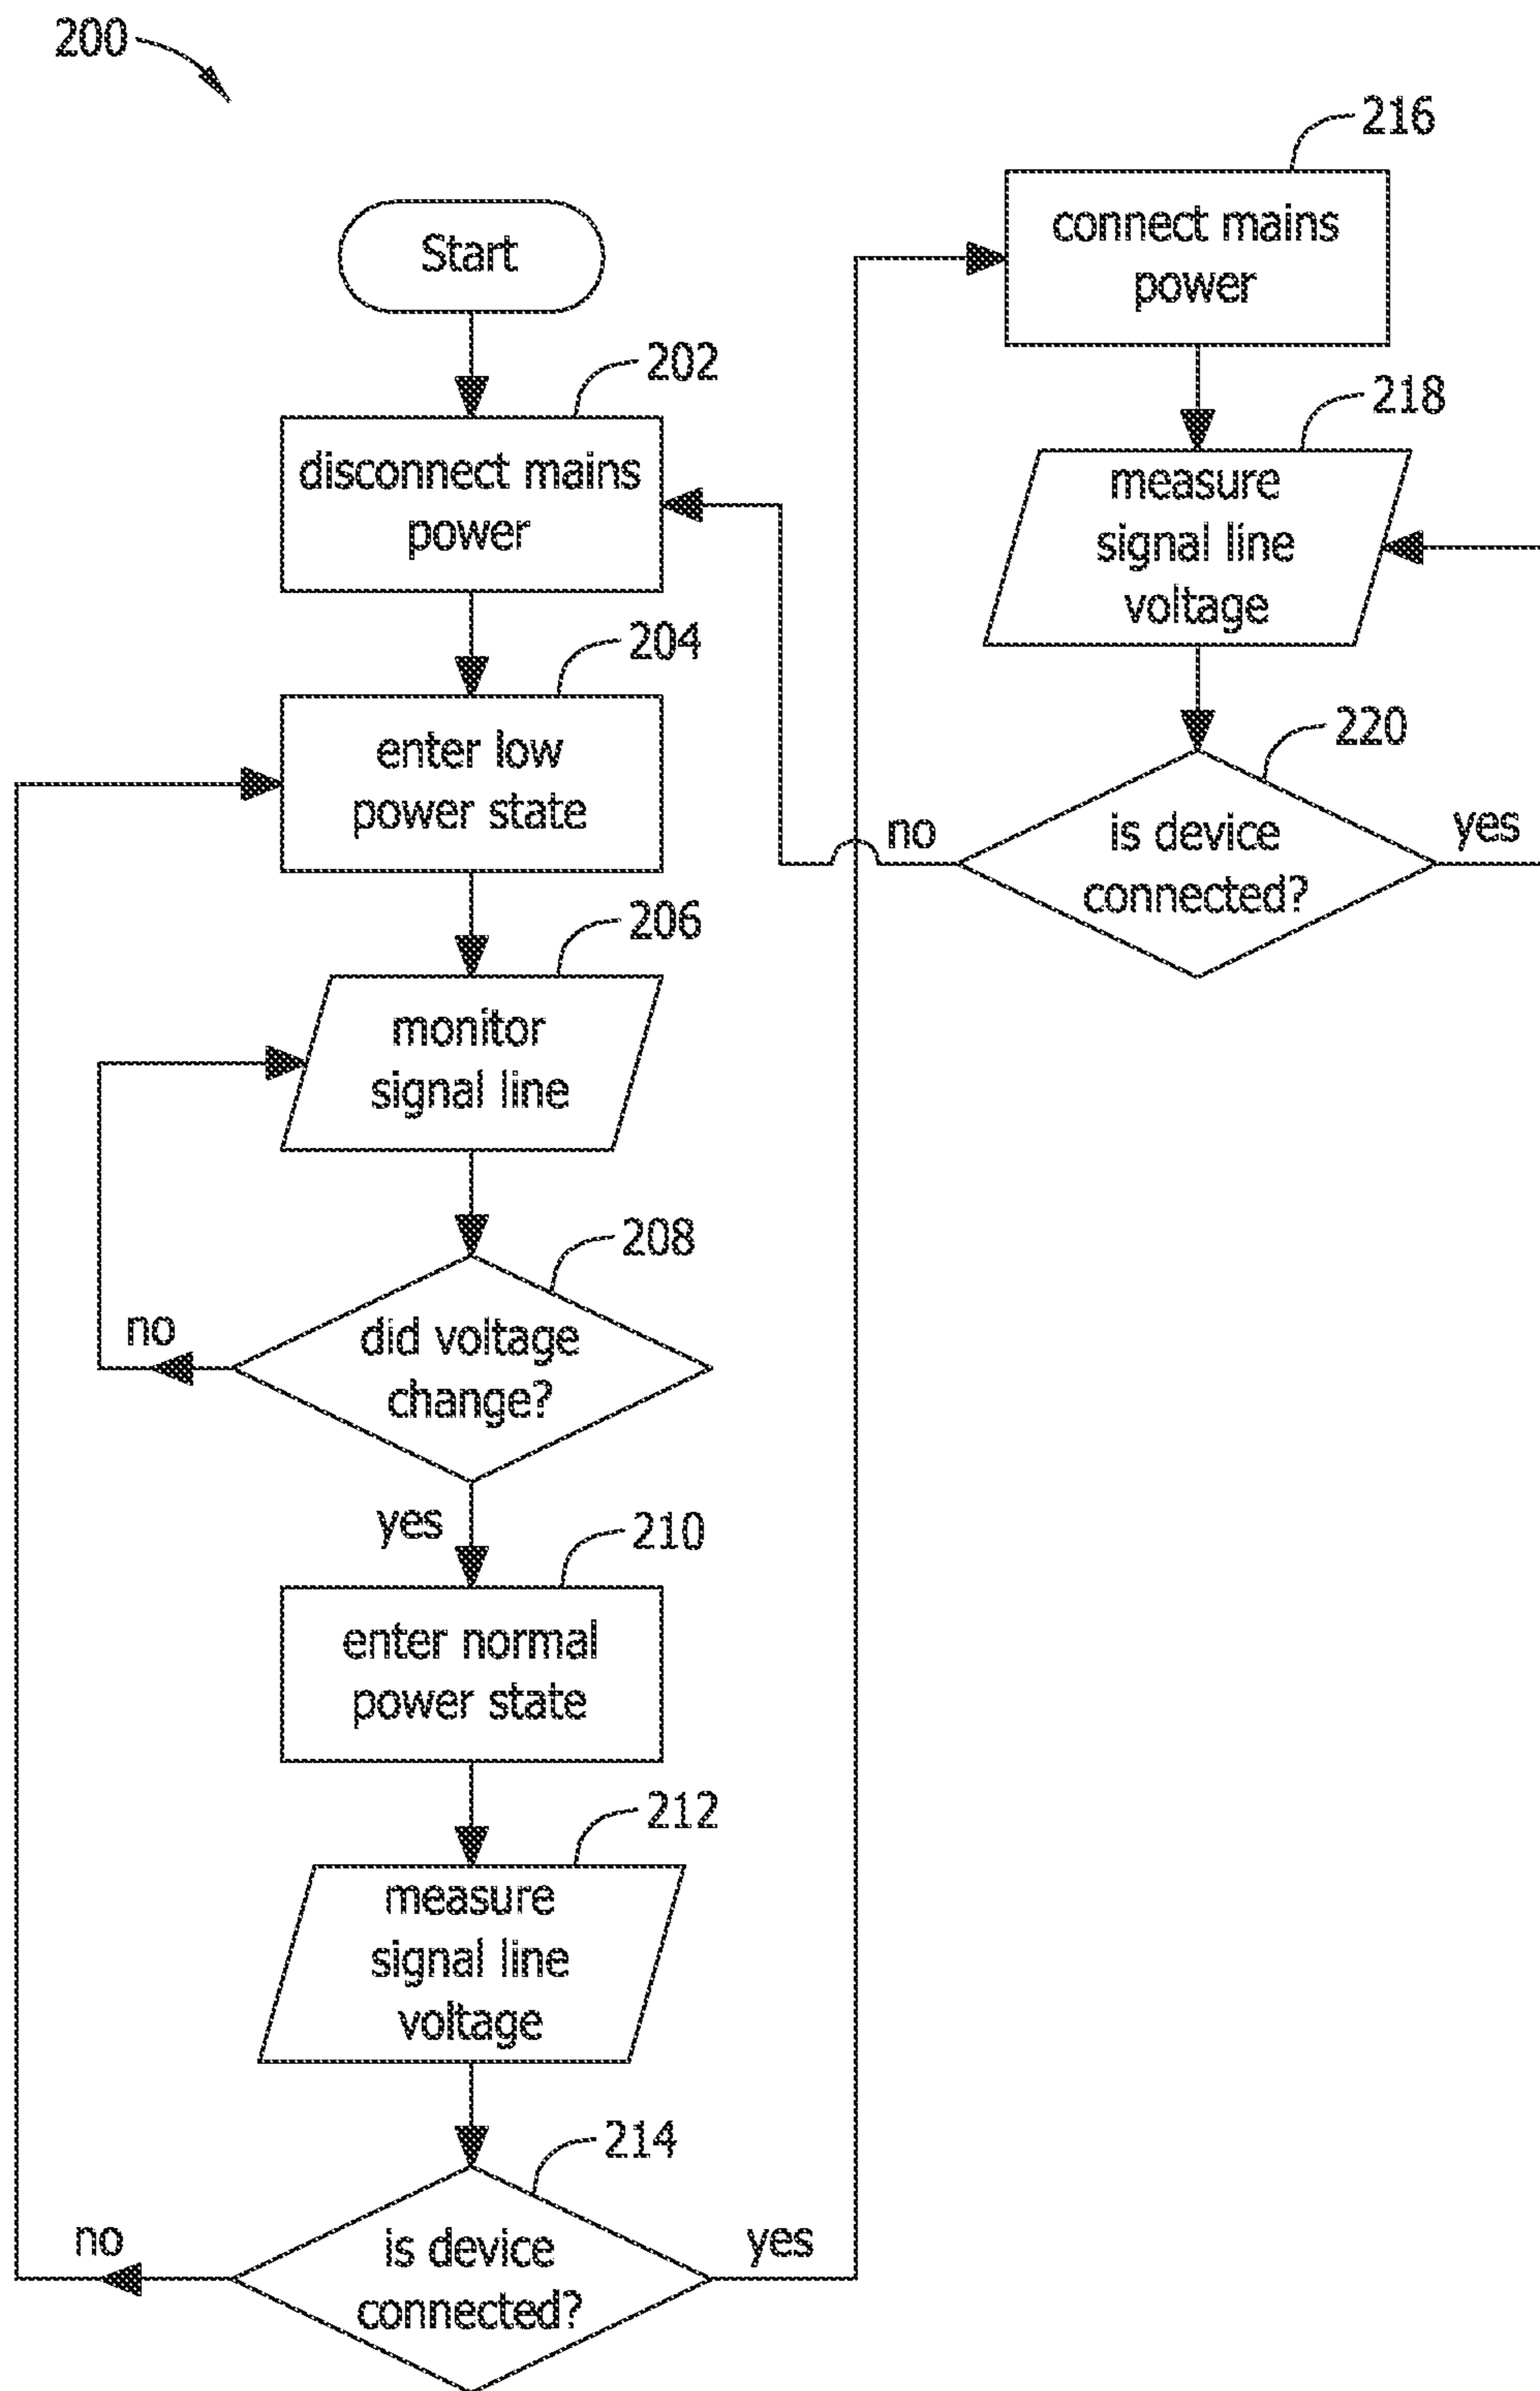 200
Start
202
disconnect mains
power
204
enter low
power state
206
monitor
signal line
208
did voltage
change?
no
yes
210
enter normal
power state
212
measure
signal line
voltage
214
is device
connected?
no
yes
216
connect mains
power
218
measure
signal line
voltage
220
is device
connected?
no
yes